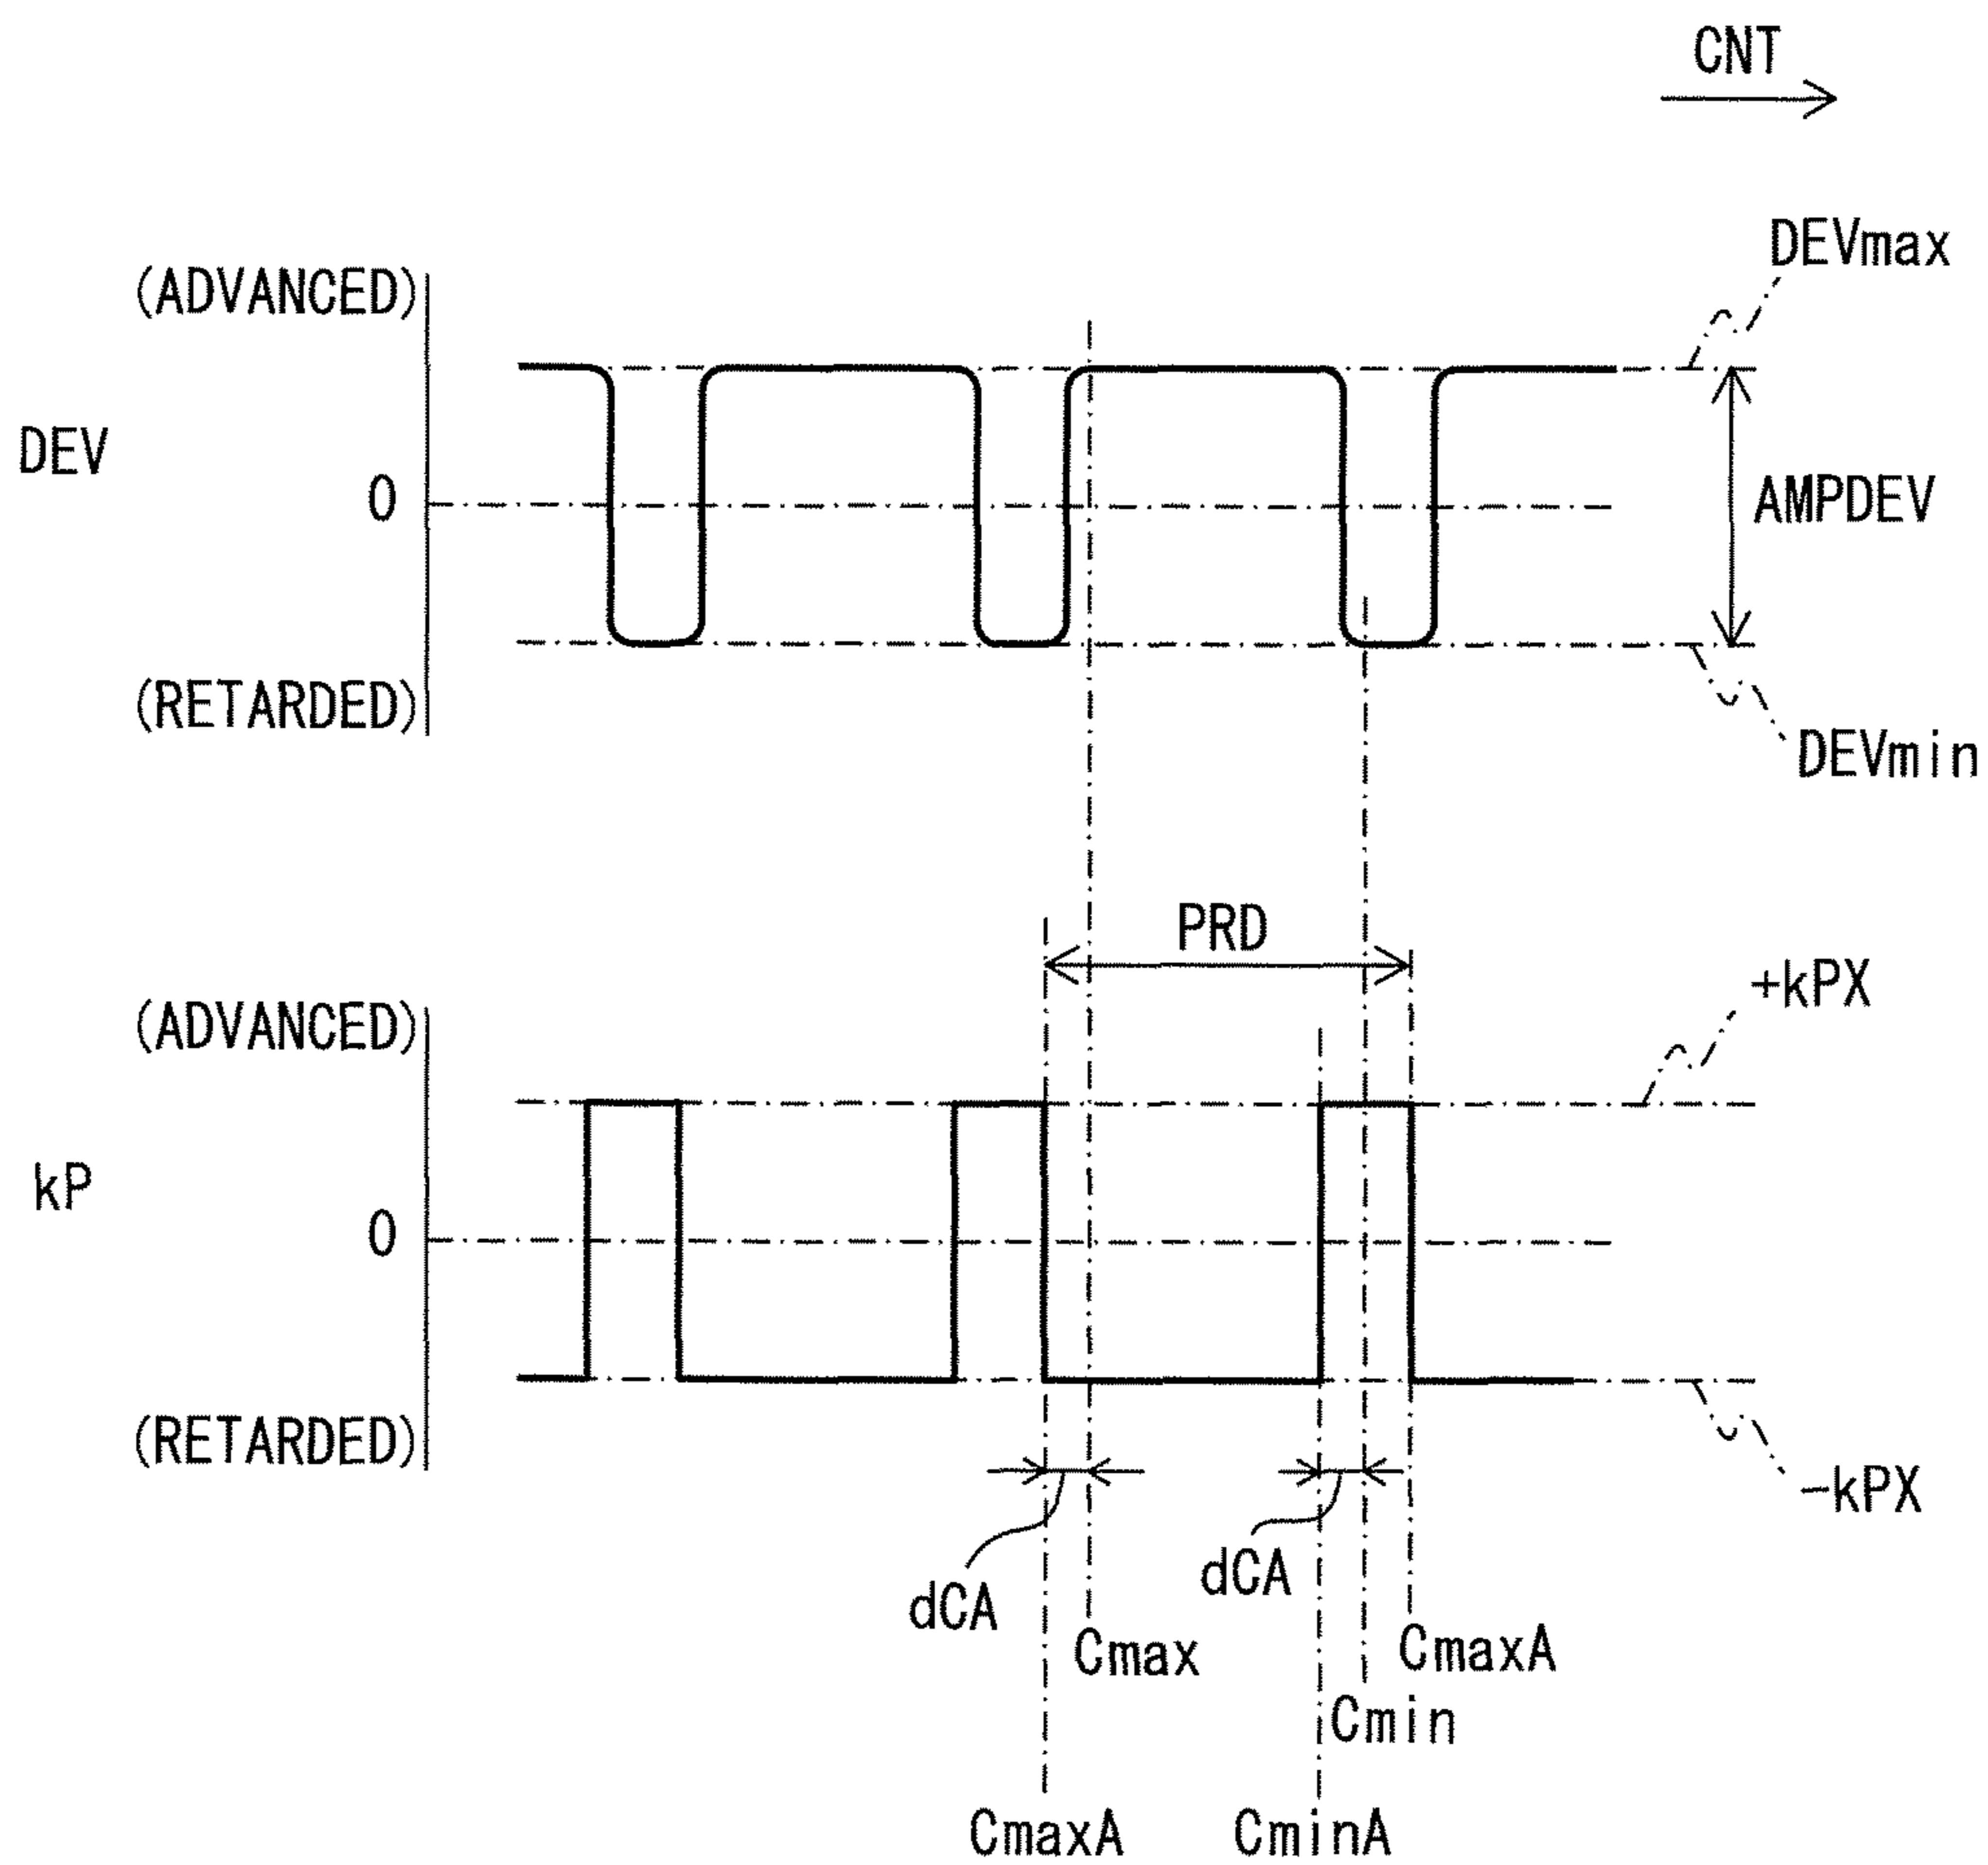 CNT
DEVmax
(ADVANCED)
DEV
0
AMPDEV
(RETARDED)
DEVmin
PRD
+kPX
(ADVANCED)
kP
0
(RETARDED)
-kPX
dCA
dCA
Cmax
CmaxA
Cmin
CmaxA
CminA